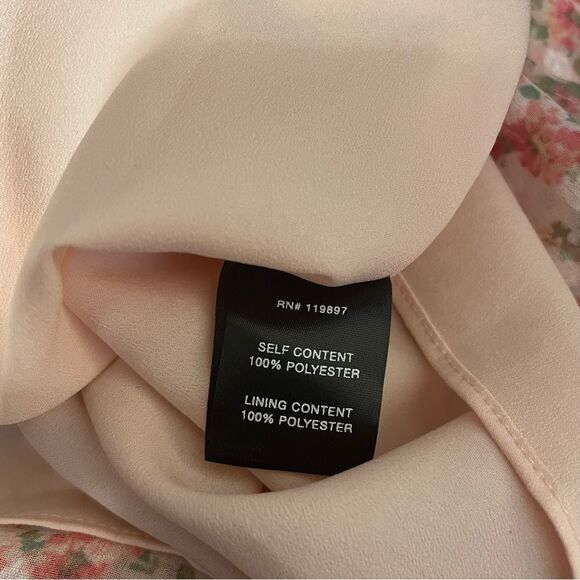 RN# 119897
SELF CONTENT
100% POLYESTER
LINING CONTENT
100% POLYESTER